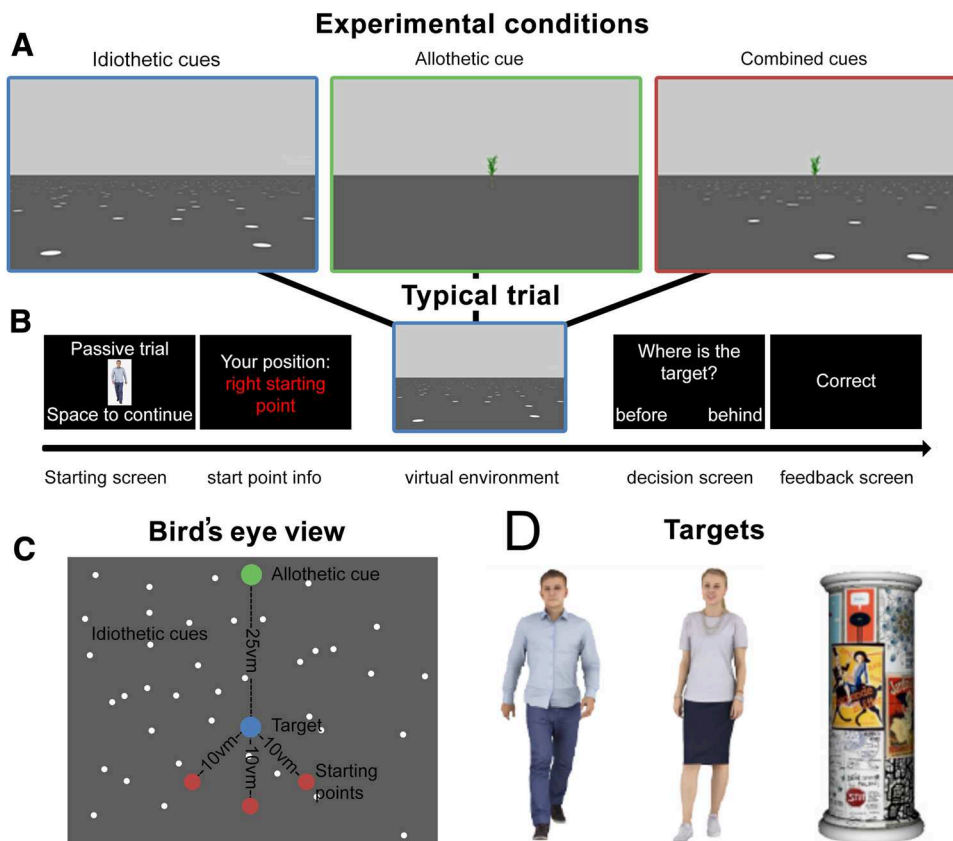 Experimental conditions
A
Idiothetic cues
Allothetic cue
Combined cues
Typical trial
B
Passive trial
Space to continue
Your position:
right starting
point
Where is the
target?
before behind
Correct
Starting screen
start point info
virtual environment
decision screen
feedback screen
Bird's eye view
C
Allothetic cue
Idiothetic cues
25vm
Target
10vm
10vm
10vm
Starting
points
D
Targets
STOP